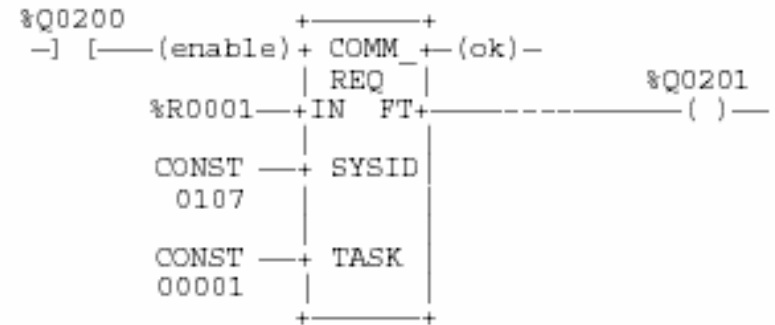 %Q0200
(enable) COMM_ (ok)
REQ %Q0201
%R0001 IN FT ( )
CONST SYSID
0107
CONST TASK
00001